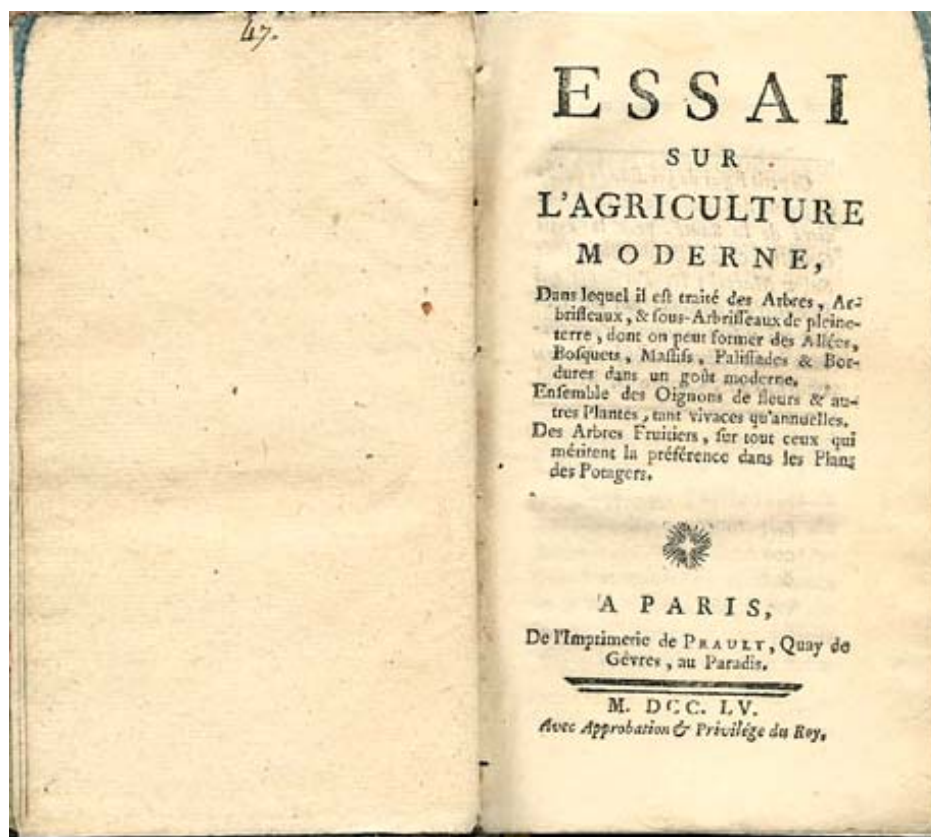 47.
ESSAI
SUR
L'AGRICULTURE
MODERNE,
Dans lequel il est traité des Arbres, Ar-
brisseaux, & sous-Arbrisseaux de pleine-
terre, dont on peut former des Allées,
Bosquets, Massifs, Palissades & Bor-
dures dans un goût moderne.
Ensemble des Oignons de fleurs & au-
tres Plantes, tant vivaces qu'annuelles.
Des Arbres Fruitiers, sur tout ceux qui
méritent la préférence dans les Plans
des Potagers.
A PARIS,
De l'Imprimerie de PRAULT, Quay de
Gêvres, au Paradis.
M. DCC. LV.
Avec Approbation & Privilége du Roy.